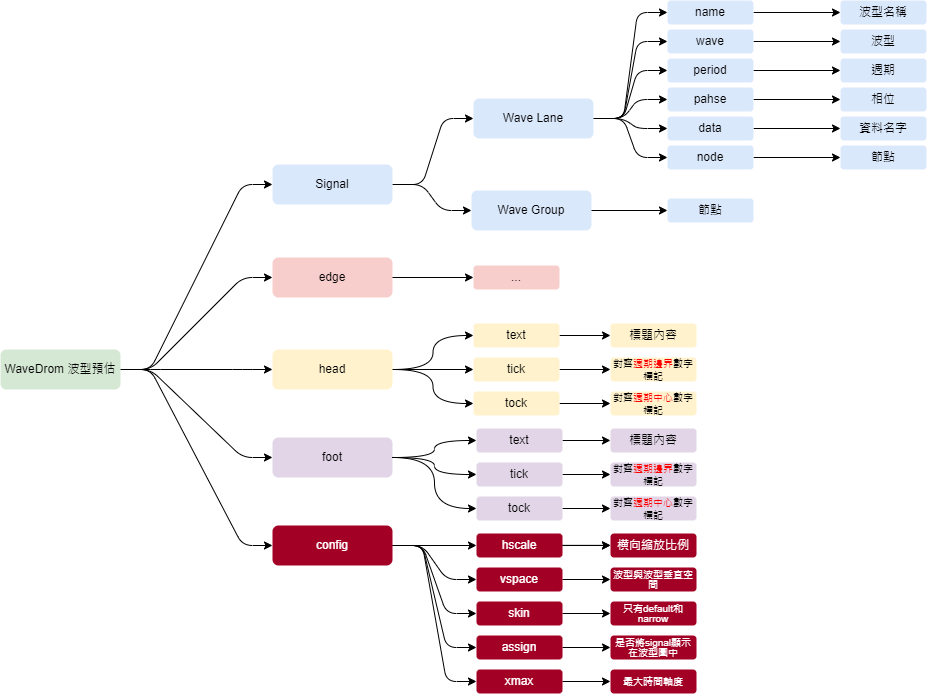 WaveDrom 波型預估
Signal
Wave Lane
name
波型名稱
wave
波型
period
週期
pahse
相位
data
資料名字
node
節點
Wave Group
節點
edge
...
head
text
標題內容
tick
對齊週期邊界數字
標記
tock
對齊週期中心數字
標記
foot
text
標題內容
tick
對齊週期邊界數字
標記
tock
對齊週期中心數字
標記
config
hscale
橫向縮放比例
vspace
波型與波型垂直空
間
skin
只有default和
narrow
assign
是否將signal顯示
在波型圖中
xmax
最大時間軸度